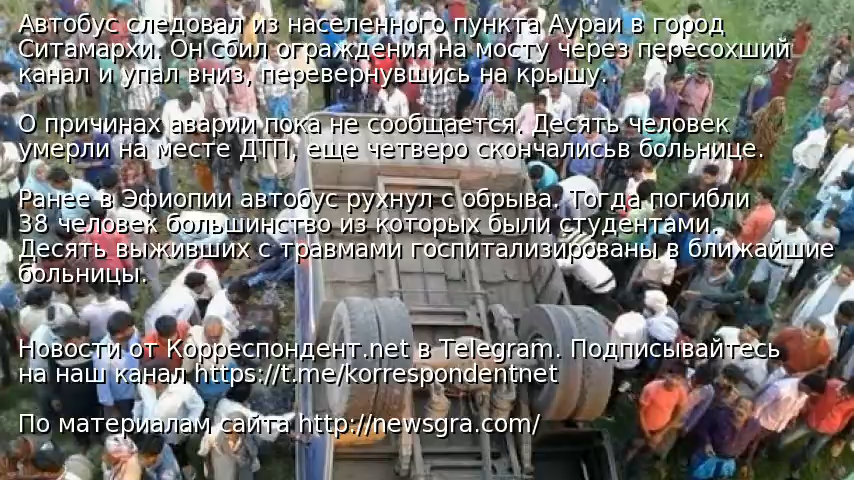 Автобус следовал из населенного пункта Аураи в город
Ситамархи. Он сбил ограждения на мосту через пересохший
канал и упал вниз, перевернувшись на крышу.
О причинах аварии пока не сообщается. Десять человек
умерли на месте ДТП, еще четверо скончалисьв больнице.
Ранее в Эфиопии автобус рухнул с обрыва. Тогда погибли
38 человек большинство из которых были студентами.
Десять выживших с травмами госпитализированы в ближайшие
больницы.
Новости от Корреспондент.net в Telegram. Подписывайтесь
на наш канал https://t.me/korrespondentnet
По материалам сайта http://newsgra.com/